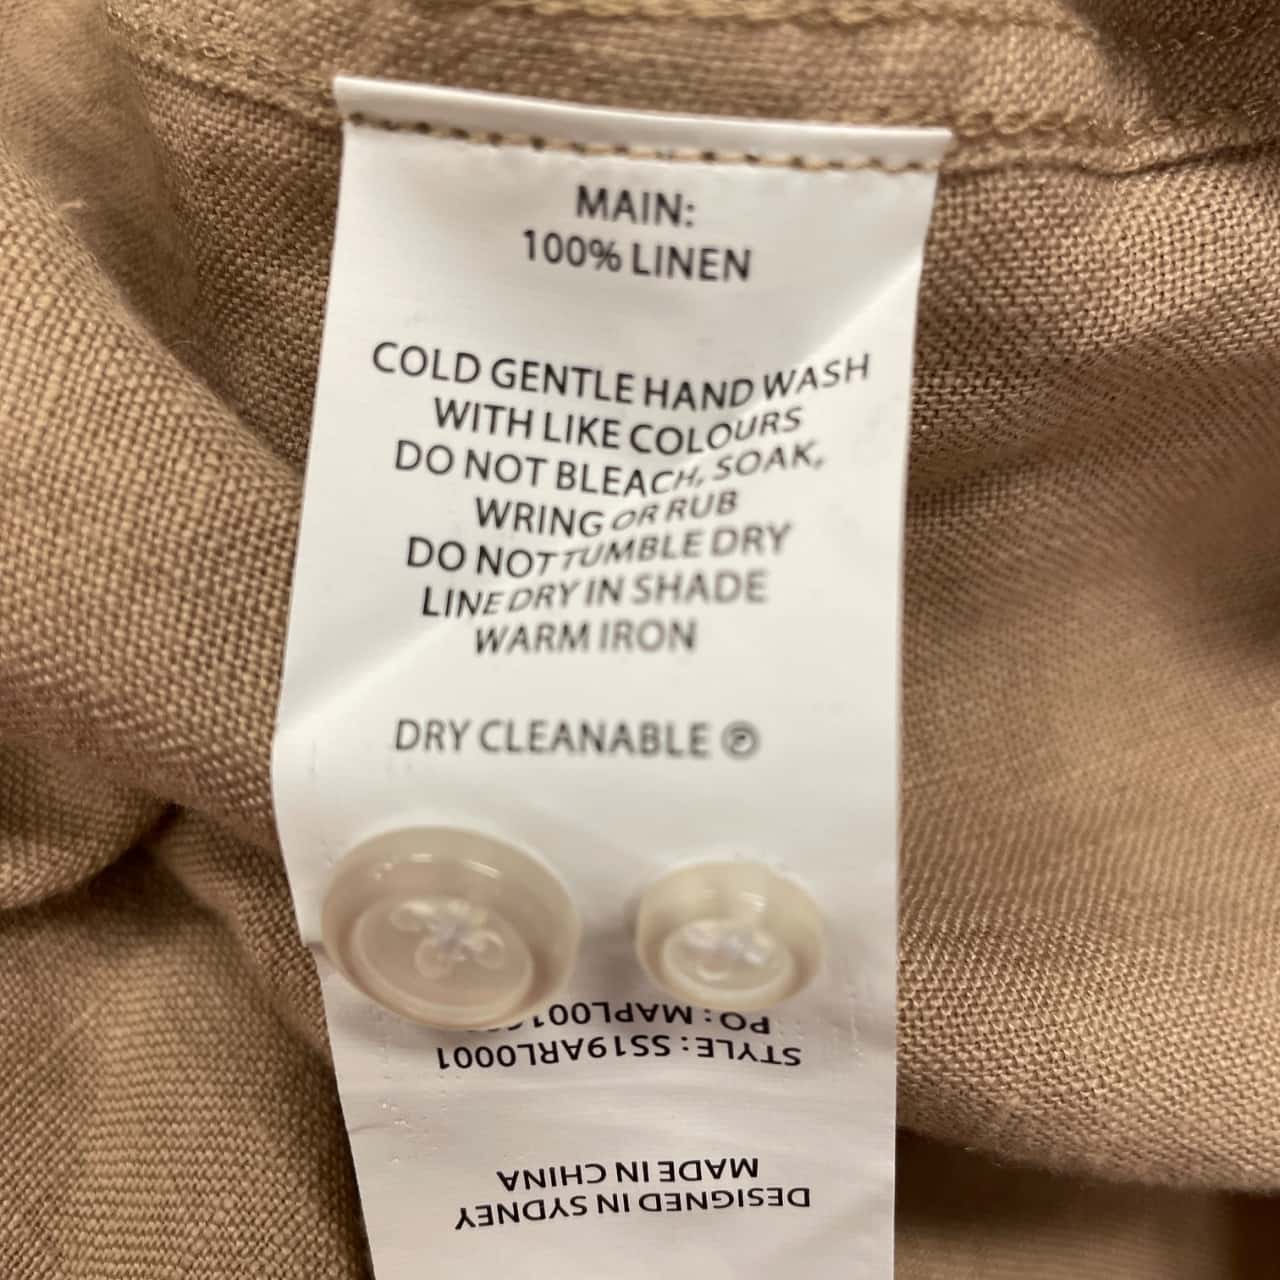 MAIN:
100% LINEN
COLD GENTLE HAND WASH
WITH LIKE COLOURS
DO NOT BLEACH, SOAK,
WRING OR RUB
DO NOT TUMBLE DRY
LINE DRY IN SHADE
WARM IRON
DRY CLEANABLE Ⓟ
DESIGNED IN SYDNEY
MADE IN CHINA
STYLE: SS19ARL0001
PO: